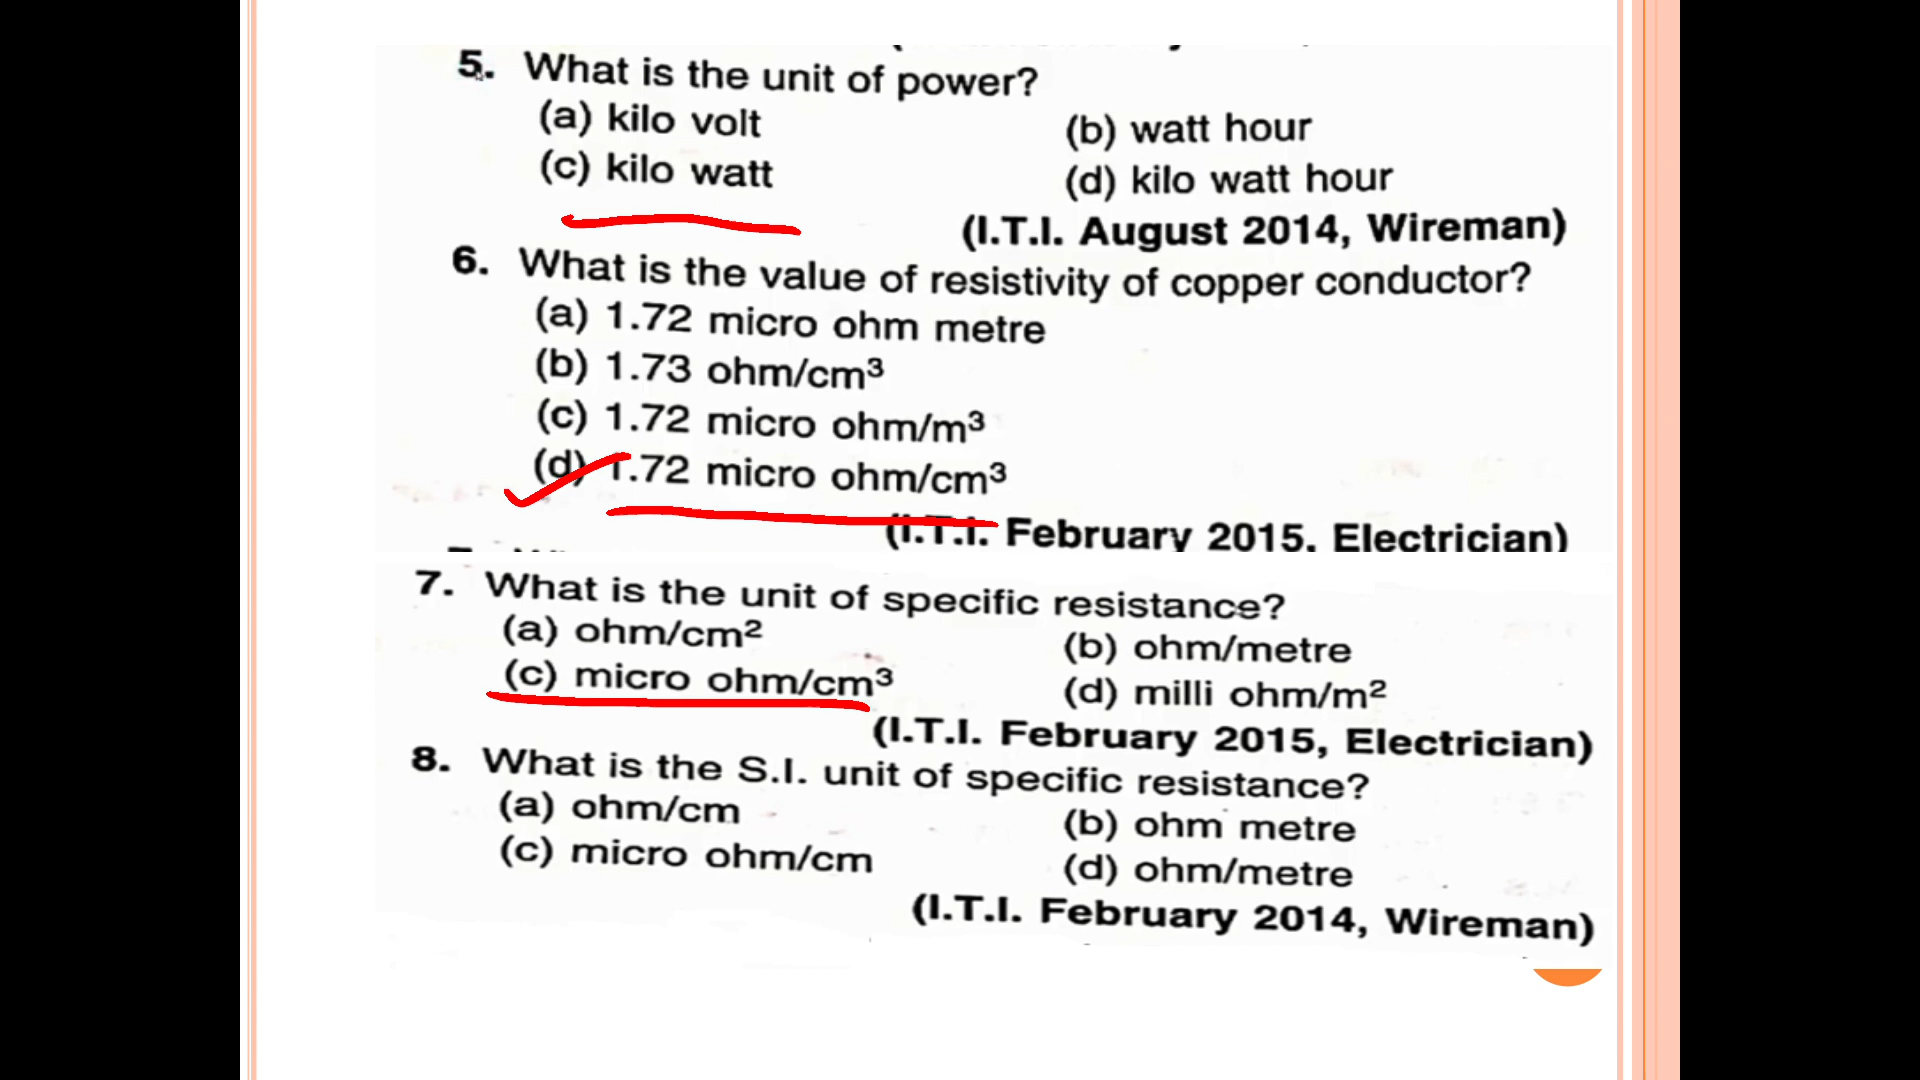 5. What is the unit of power?
(a) kilo volt (b) watt hour
(c) kilo watt (d) kilo watt hour
(I.T.I. August 2014, Wireman)
6. What is the value of resistivity of copper conductor?
(a) 1.72 micro ohm metre
(b) 1.73 ohm/cm³
(c) 1.72 micro ohm/m³
(d) 1.72 micro ohm/cm³
(I.T.I. February 2015. Electrician)
7. What is the unit of specific resistance?
(a) ohm/cm² (b) ohm/metre
(c) micro ohm/cm³ (d) milli ohm/m²
(I.T.I. February 2015, Electrician)
8. What is the S.I. unit of specific resistance?
(a) ohm/cm (b) ohm metre
(c) micro ohm/cm (d) ohm/metre
(I.T.I. February 2014, Wireman)